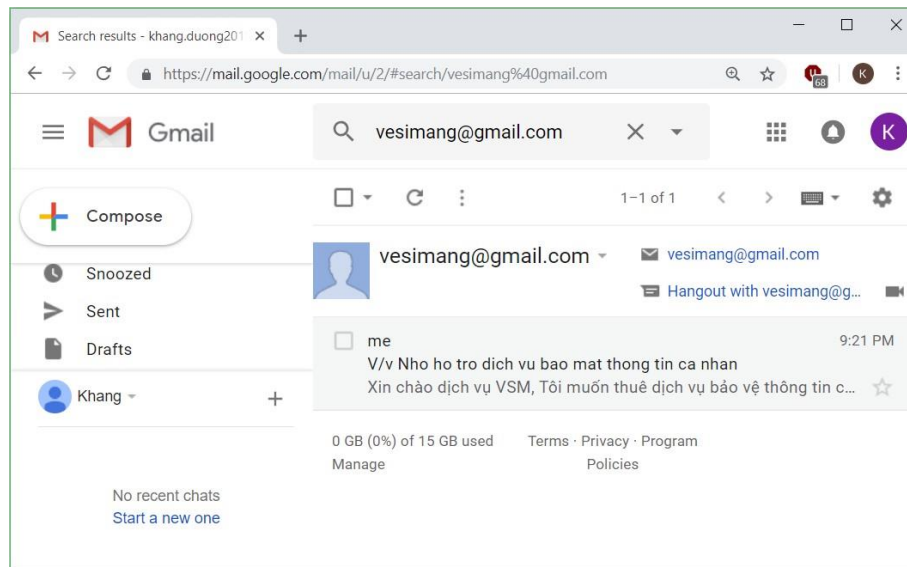 Search results - khang.duong201
https://mail.google.com/mail/u/2/#search/vesimang%40gmail.com
68
K
Gmail
vesimang@gmail.com
K
Compose
1–1 of 1
Snoozed
Sent
Drafts
Khang
No recent chats
Start a new one
vesimang@gmail.com
vesimang@gmail.com
Hangout with vesimang@g...
me
9:21 PM
V/v Nho ho tro dich vu bao mat thong tin ca nhan
Xin chào dịch vụ VSM, Tôi muốn thuê dịch vụ bảo vệ thông tin c...
0 GB (0%) of 15 GB used
Manage
Terms · Privacy · Program
Policies